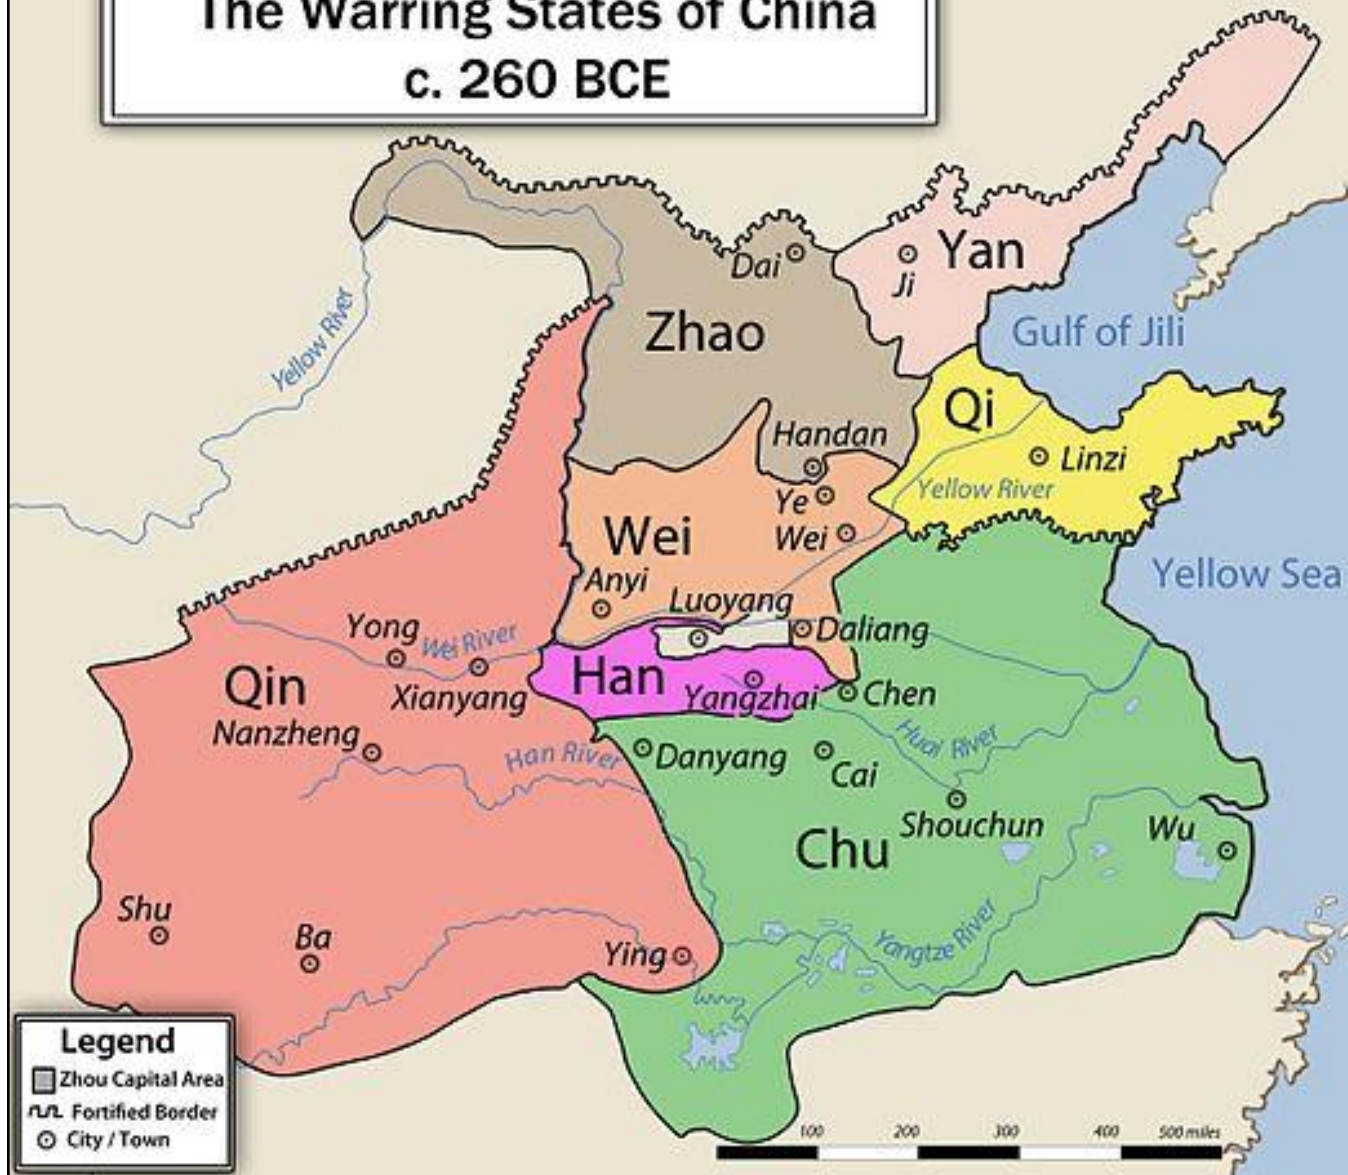 The Warring States of China
c. 260 BCE
Dai
Yan
Ji
Zhao
Gulf of Jili
Yellow River
Qi
Handan
Linzi
Ye
Yellow River
Wei
Wei
Yellow Sea
Anyi
Luoyang
Yong
Wei River
Daliang
Qin
Xianyang
Han
Yangzhai
Chen
Nanzheng
Han River
Danyang
Huai River
Cai
Shouchun
Wu
Chu
Shu
Ba
Ying
Yangtze River
Legend
Zhou Capital Area
Fortified Border
City / Town
100 200 300 400 500 miles